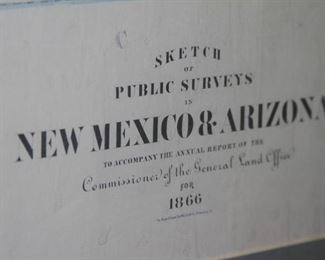 SKETCH
OF
PUBLIC SURVEYS
IN
NEW MEXICO & ARIZONA
TO ACCOMPANY THE ANNUAL REPORT OF THE
Commissioner of the General Land Office
FOR
1866